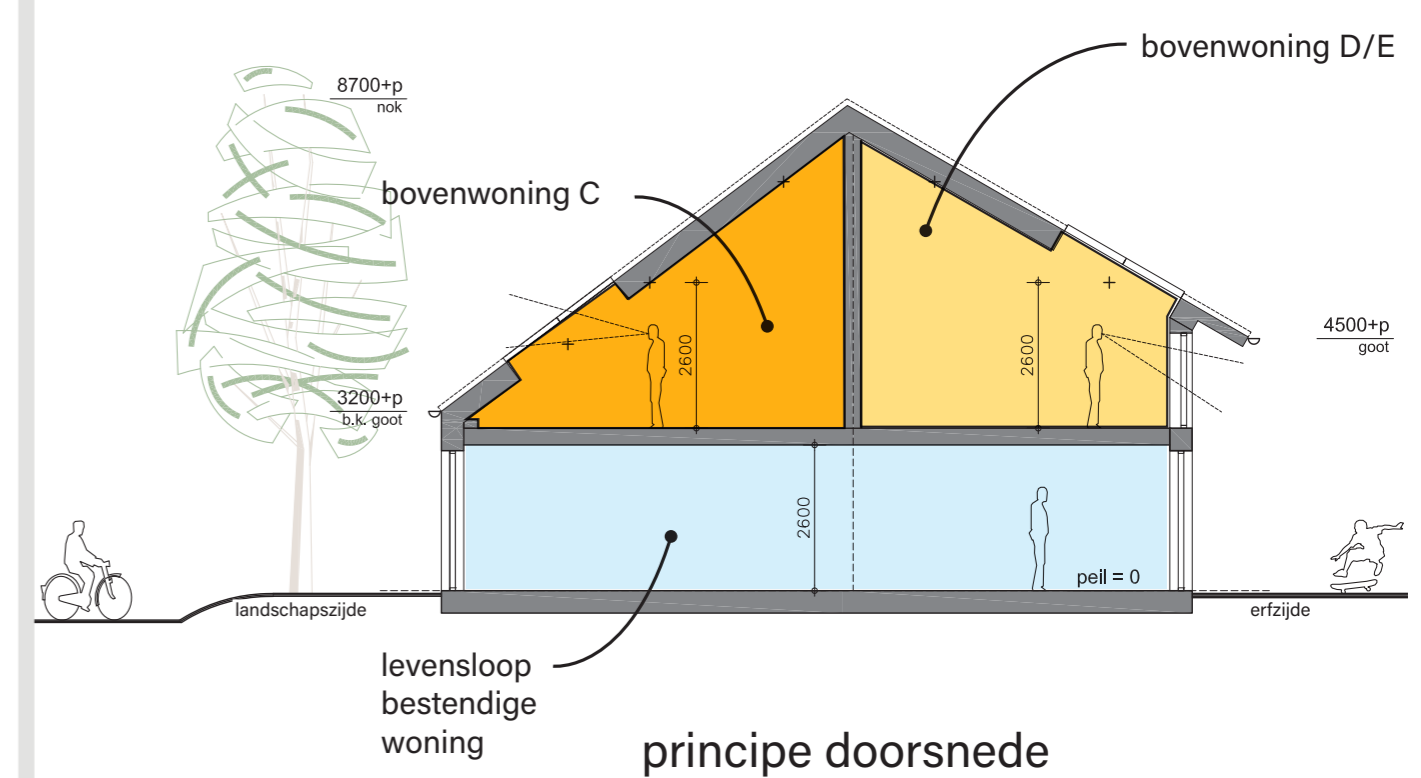 bovenwoning D/E
8700+p
nok
bovenwoning C
4500+p
goot
2600
2600
3200+p
b.k. goot
2600
peil = 0
landschapszijde
erfzijde
levensloop
bestendige
woning
principe doorsnede